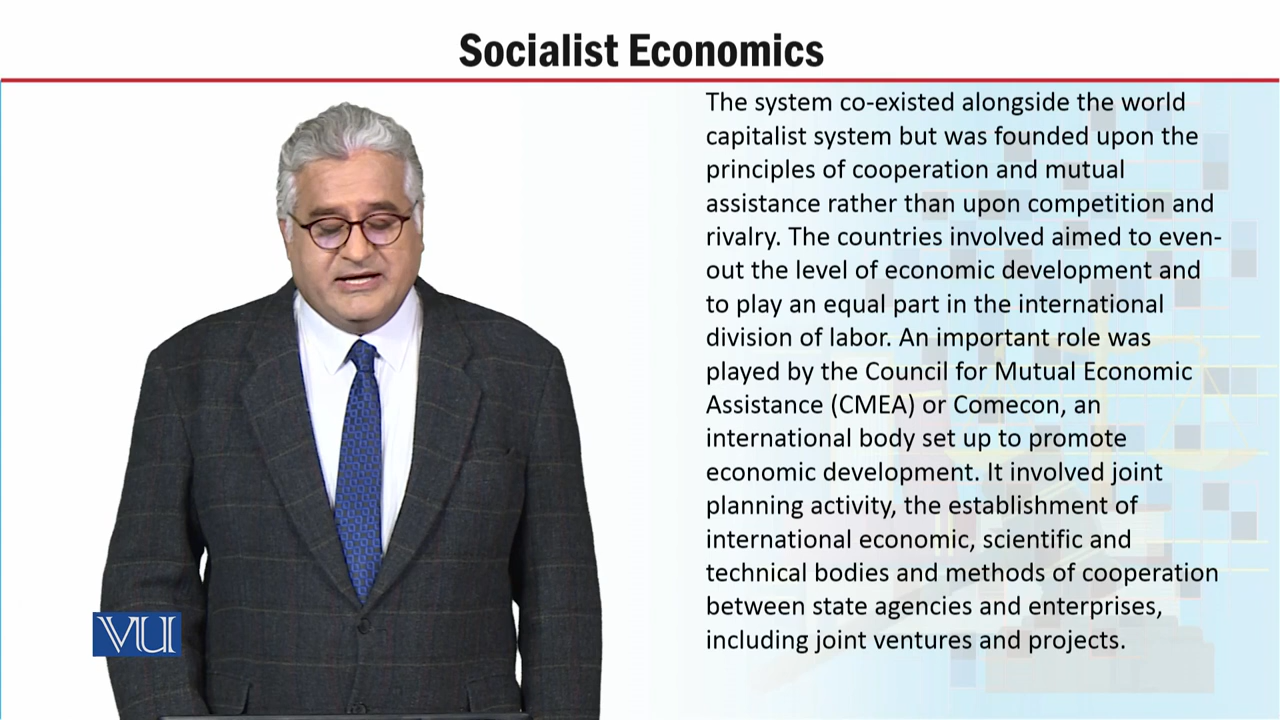 Socialist Economics
The system co-existed alongside the world
capitalist system but was founded upon the
principles of cooperation and mutual
assistance rather than upon competition and
rivalry. The countries involved aimed to even-
out the level of economic development and
to play an equal part in the international
division of labor. An important role was
played by the Council for Mutual Economic
Assistance (CMEA) or Comecon, an
international body set up to promote
economic development. It involved joint
planning activity, the establishment of
international economic, scientific and
technical bodies and methods of cooperation
between state agencies and enterprises,
including joint ventures and projects.
VU